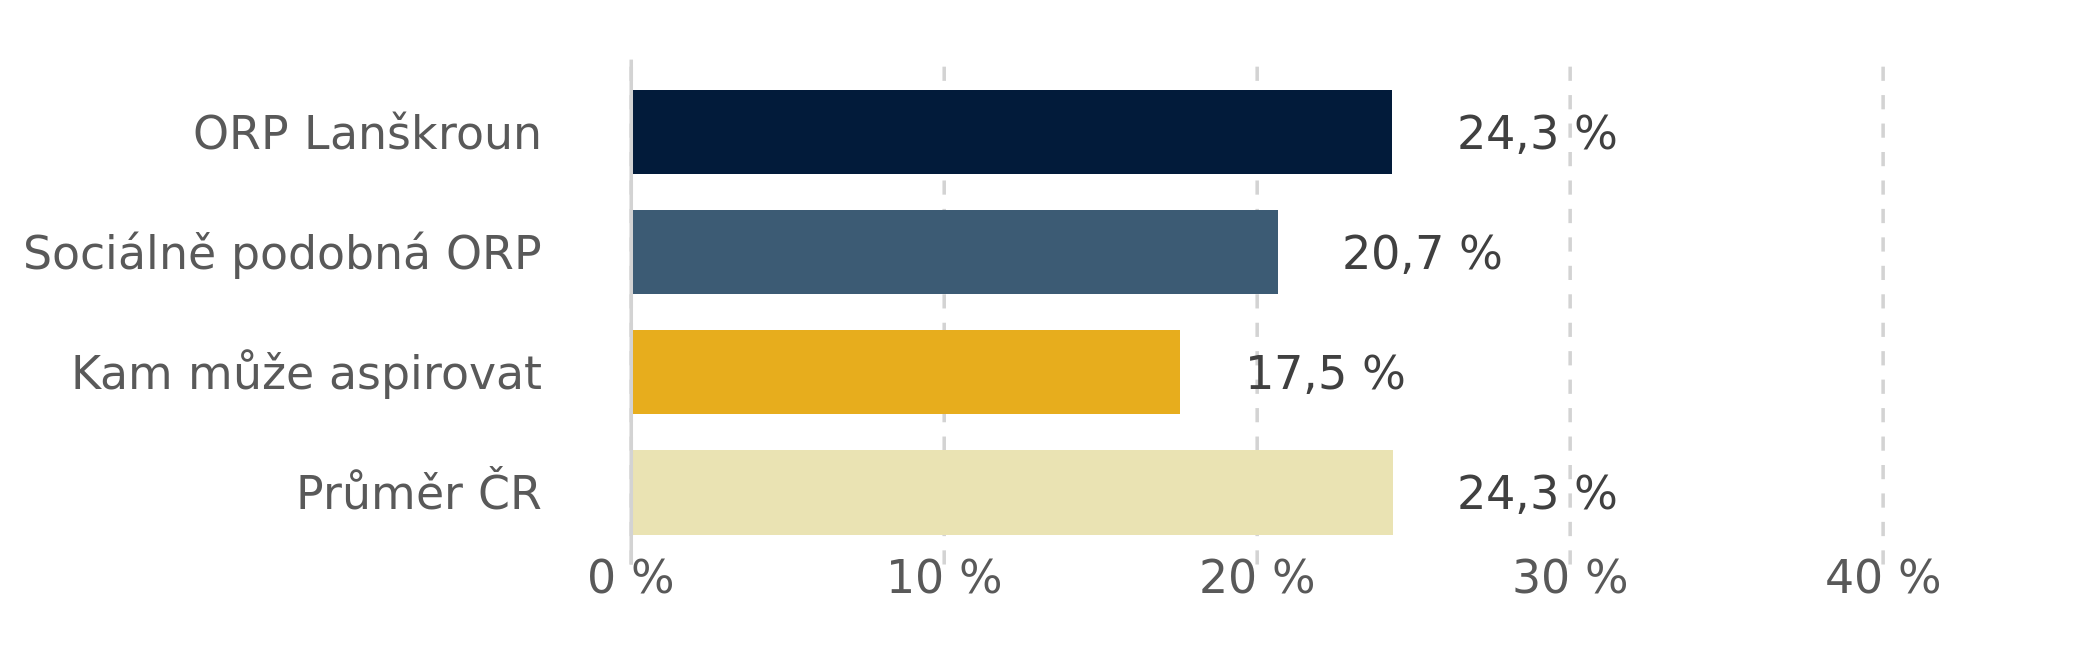 ORP Lanškroun
24,3 %
Sociálně podobná ORP
20,7 %
Kam může aspirovat
17,5 %
Průměr ČR
24,3 %
0 % 10 % 20 % 30 % 40 %